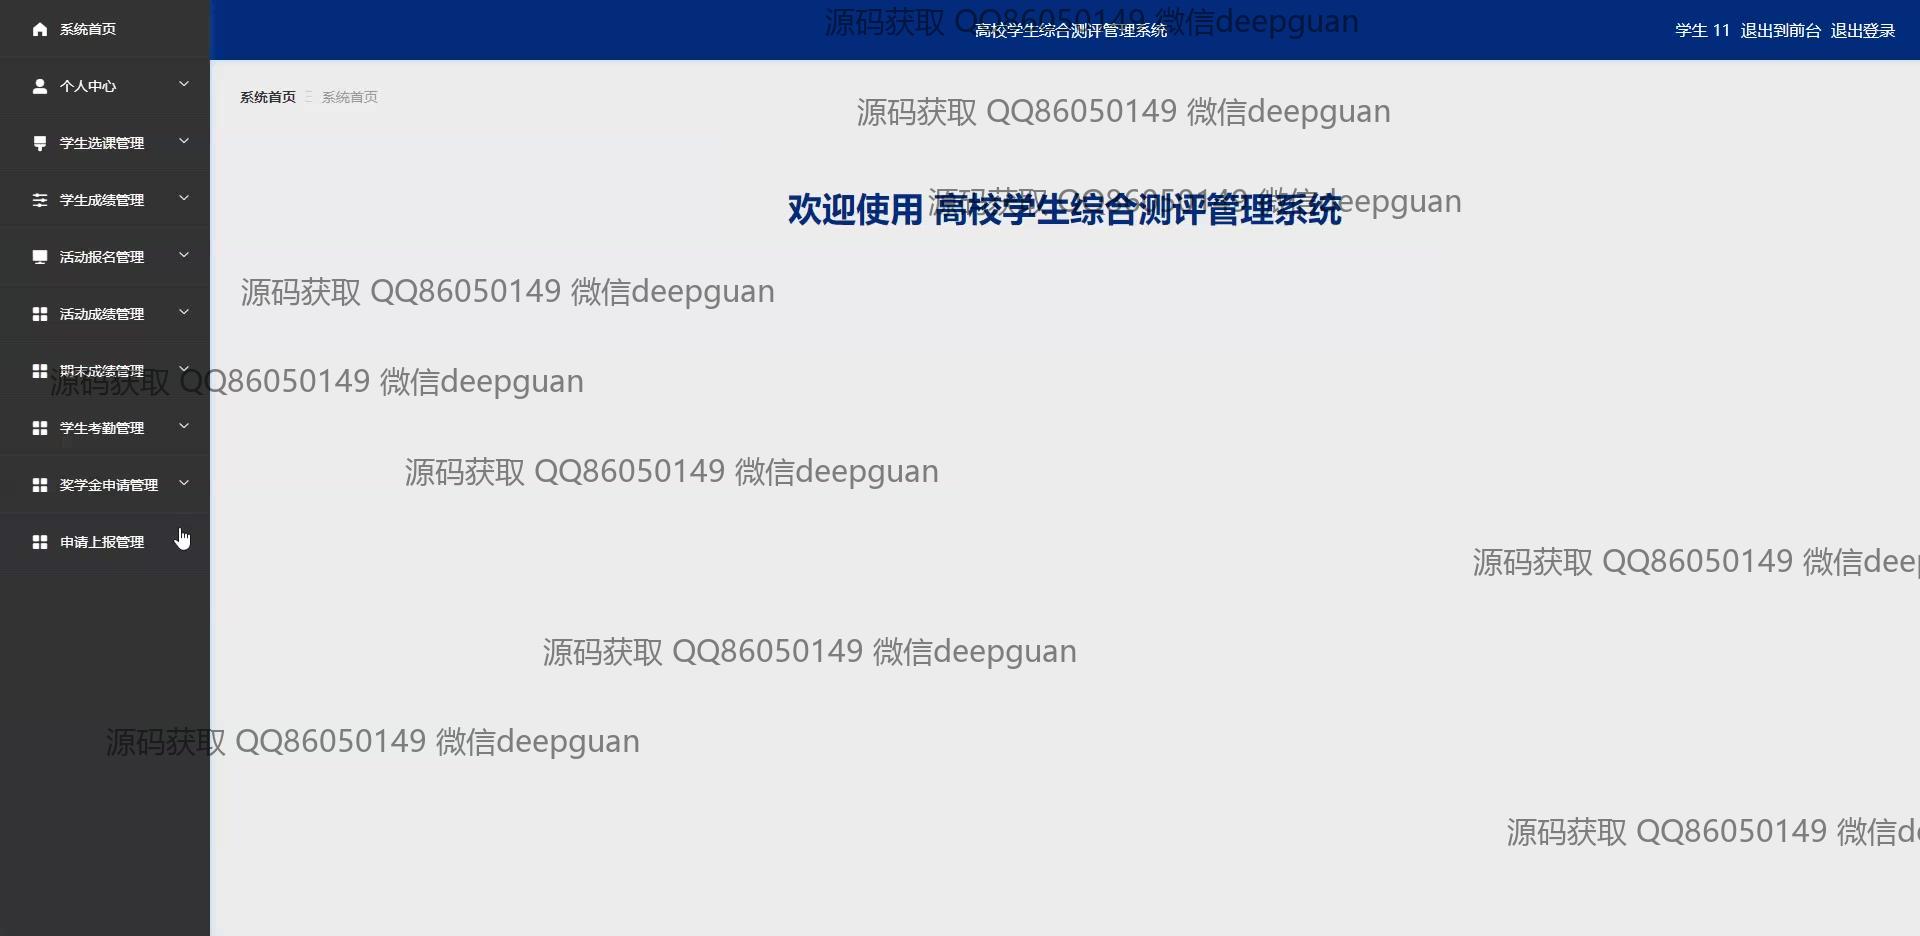 系统首页
个人中心
学生选课管理
学生成绩管理
活动报名管理
活动成绩管理
期末成绩管理
学生考勤管理
奖学金申请管理
申请上报管理
高校学生综合测评管理系统
学生 11 退出到前台 退出登录
系统首页 系统首页
欢迎使用 高校学生综合测评管理系统
源码获取 QQ86050149 微信deepguan
源码获取 QQ86050149 微信deepguan
源码获取 QQ86050149 微信deepguan
源码获取 QQ86050149 微信deepguan
源码获取 QQ86050149 微信deepguan
源码获取 QQ86050149 微信deepguan
源码获取 QQ86050149 微信deep
源码获取 QQ86050149 微信deepguan
源码获取 QQ86050149 微信deepguan
源码获取 QQ86050149 微信d